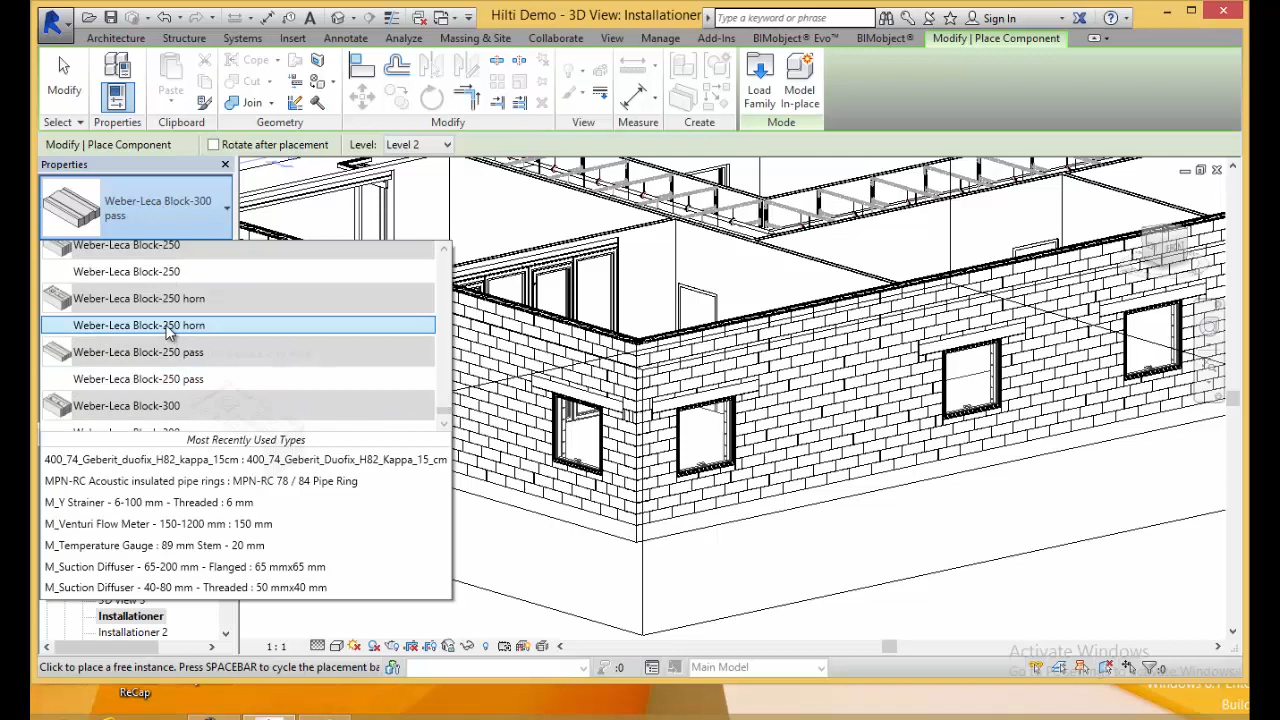 Hilti Demo - 3D View: Installationer
Type a keyword or phrase
Sign In
Architecture Structure Systems Insert Annotate Analyze Massing & Site Collaborate View Manage Add-Ins BIMobject® Evo™ BIMobject® Modify | Place Component
Modify
Paste
Cope
Cut
Join
Load Family
Model In-place
Select Properties Clipboard Geometry Modify View Measure Create Mode
Modify | Place Component
Rotate after placement
Level: Level 2
Properties
Weber-Leca Block-300
pass
Weber-Leca Block-250
Weber-Leca Block-250
Weber-Leca Block-250 horn
Weber-Leca Block-250 horn
Weber-Leca Block-250 pass
Weber-Leca Block-250 pass
Weber-Leca Block-300
Most Recently Used Types
400_74_Geberit_duofix_H82_kappa_15cm : 400_74_Geberit_Duofix_H82_Kappa_15_cm
MPN-RC Acoustic insulated pipe rings : MPN-RC 78 / 84 Pipe Ring
M_Y Strainer - 6-100 mm - Threaded : 6 mm
M_Venturi Flow Meter - 150-1200 mm : 150 mm
M_Temperature Gauge : 89 mm Stem - 20 mm
M_Suction Diffuser - 65-200 mm - Flanged : 65 mmx65 mm
M_Suction Diffuser - 40-80 mm - Threaded : 50 mmx40 mm
Installationer
Installationer 2
1 : 1
Activate Windows
Click to place a free instance. Press SPACEBAR to cycle the placement ba
:0
Main Model
:0
ReCap